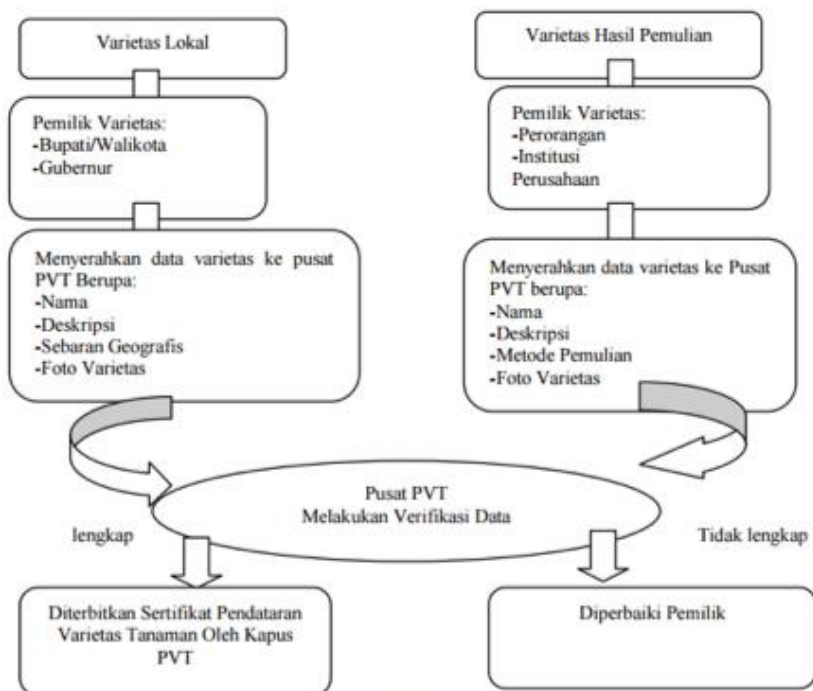 Varietas Lokal
Pemilik Varietas:
-Bupati/Walikota
-Gubernur
Menyerahkan data varietas ke pusat
PVT Berupa:
-Nama
-Deskripsi
-Sebaran Geografis
-Foto Varietas
Varietas Hasil Pemulian
Pemilik Varietas:
-Perorangan
-Institusi
Perusahaan
Menyerahkan data varietas ke Pusat
PVT berupa:
-Nama
-Deskripsi
-Metode Pemulian
-Foto Varietas
Pusat PVT
Melakukan Verifikasi Data
lengkap
Tidak lengkap
Diterbitkan Sertifikat Pendataran
Varietas Tanaman Oleh Kapus
PVT
Diperbaiki Pemilik